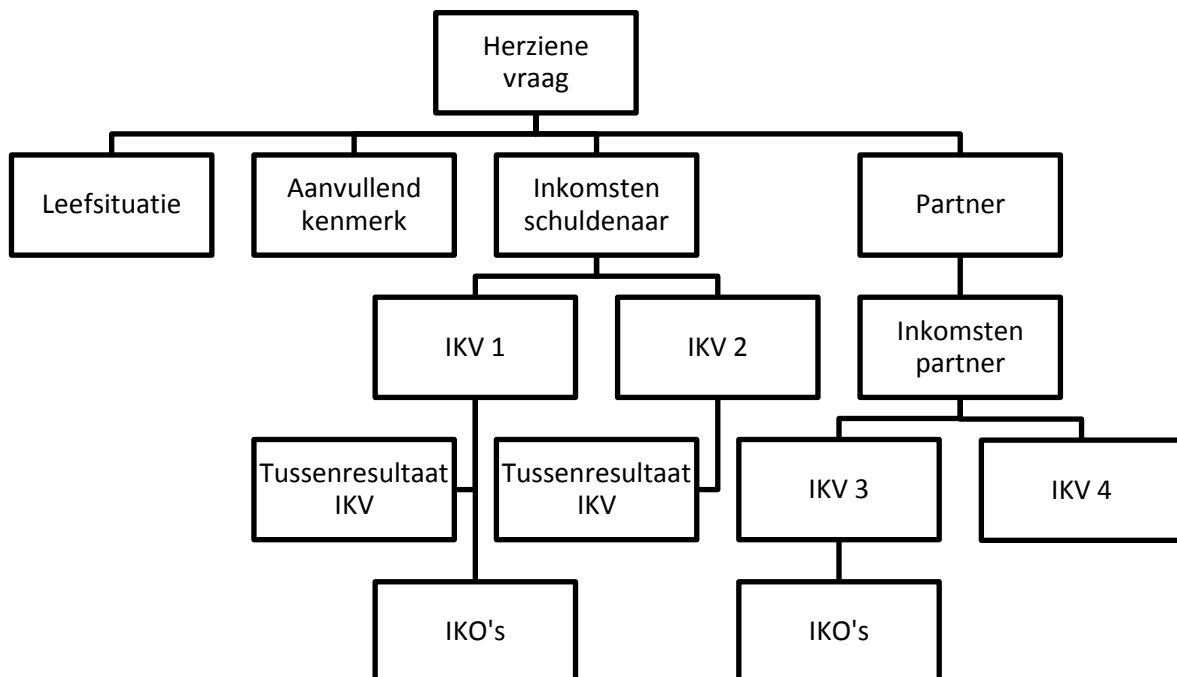 Herziene
vraag
Leefsituatie
Aanvullend
kenmerk
Inkomsten
schuldenaar
Partner
IKV 1
IKV 2
Inkomsten
partner
Tussenresultaat
IKV
Tussenresultaat
IKV
IKV 3
IKV 4
IKO's
IKO's